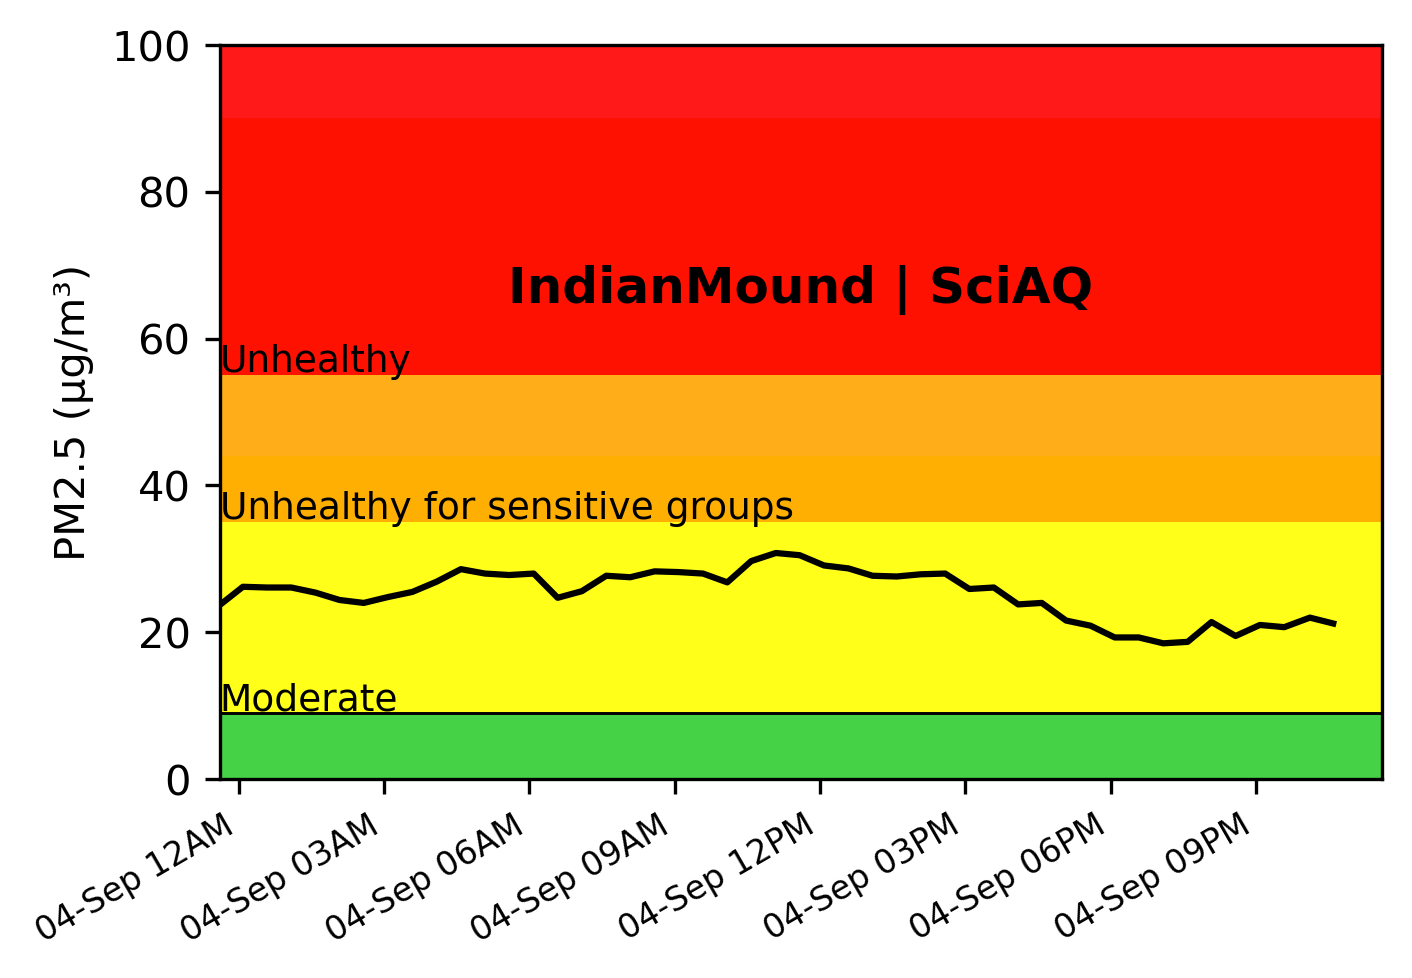 100
80
60
40
20
0
PM2.5 (µg/m³)
IndianMound | SciAQ
Unhealthy
Unhealthy for sensitive groups
Moderate
04-Sep 12AM
04-Sep 03AM
04-Sep 06AM
04-Sep 09AM
04-Sep 12PM
04-Sep 03PM
04-Sep 06PM
04-Sep 09PM